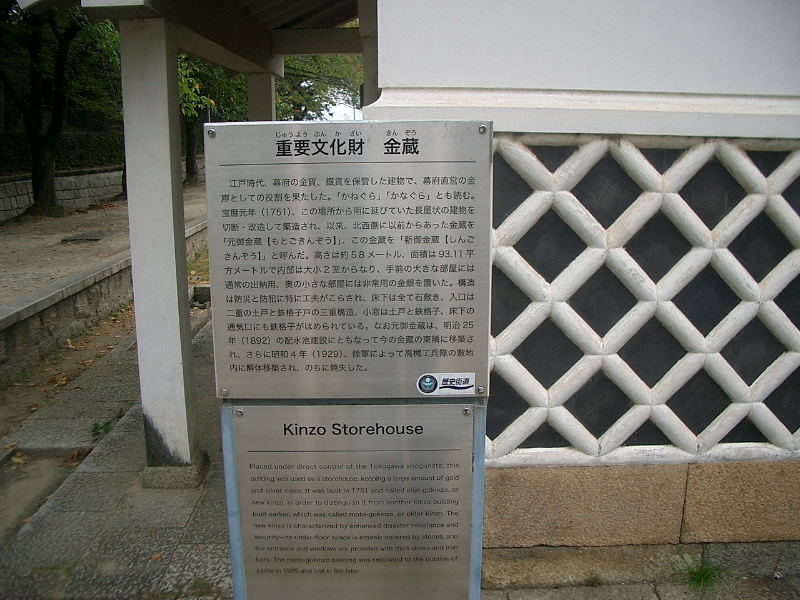 じゅうようぶんかざい きんぞう
重要文化財 金蔵
江戸時代、幕府の金貨、銀貨を保管した建物で、幕府直営の金
庫としての役割を果たした。「かねぐら」「かなぐら」とも読む。
宝暦元年(1751)、この場所から南に延びていた長屋状の建物を
切断・改造して築造され、以来、北西側に以前からあった金蔵を
「元御金蔵【もとごきんぞう】」、この金蔵を「新御金蔵【しんご
きんぞう】」と呼んだ。高さは約5.8メートル、面積は93.11平
方メートルで内部は大小2室からなり、手前の大きな部屋には
通常の出納用、奥の小さな部屋には非常用の金銀を置いた。構造
は防災と防犯に特に工夫がこらされ、床下は全て石敷き、入口は
二重の土戸と鉄格子戸の三重構造、小窓は土戸と鉄格子、床下の
通気口にも鉄格子がはめられている。なお元御金蔵は、明治25
年(1892)の配水池建設にともなって今の金蔵の東隣に移築さ
れ、さらに昭和4年(1929)、陸軍によって高槻工兵隊の敷地
内に解体移築され、のちに焼失した。
歴史街道
Kinzo Storehouse
Placed under direct control of the Tokugawa shogunate, this
building was used as a storehouse, keeping a large amount of gold
and silver coins. It was built in 1751 and called shin-gokinzo, or
new kinzo, in order to distinguish it from another kinzo building
built earlier, which was called moto-gokinzo, or older kinzo. The
new kinzo is characterized by enhanced disaster resistance and
security—its under-floor space is entirely covered by stones, and
the entrance and windows are provided with thick doors and iron
bars. The moto-gokinzo building was relocated to the outside of
castle in 1929 and lost in fire later.